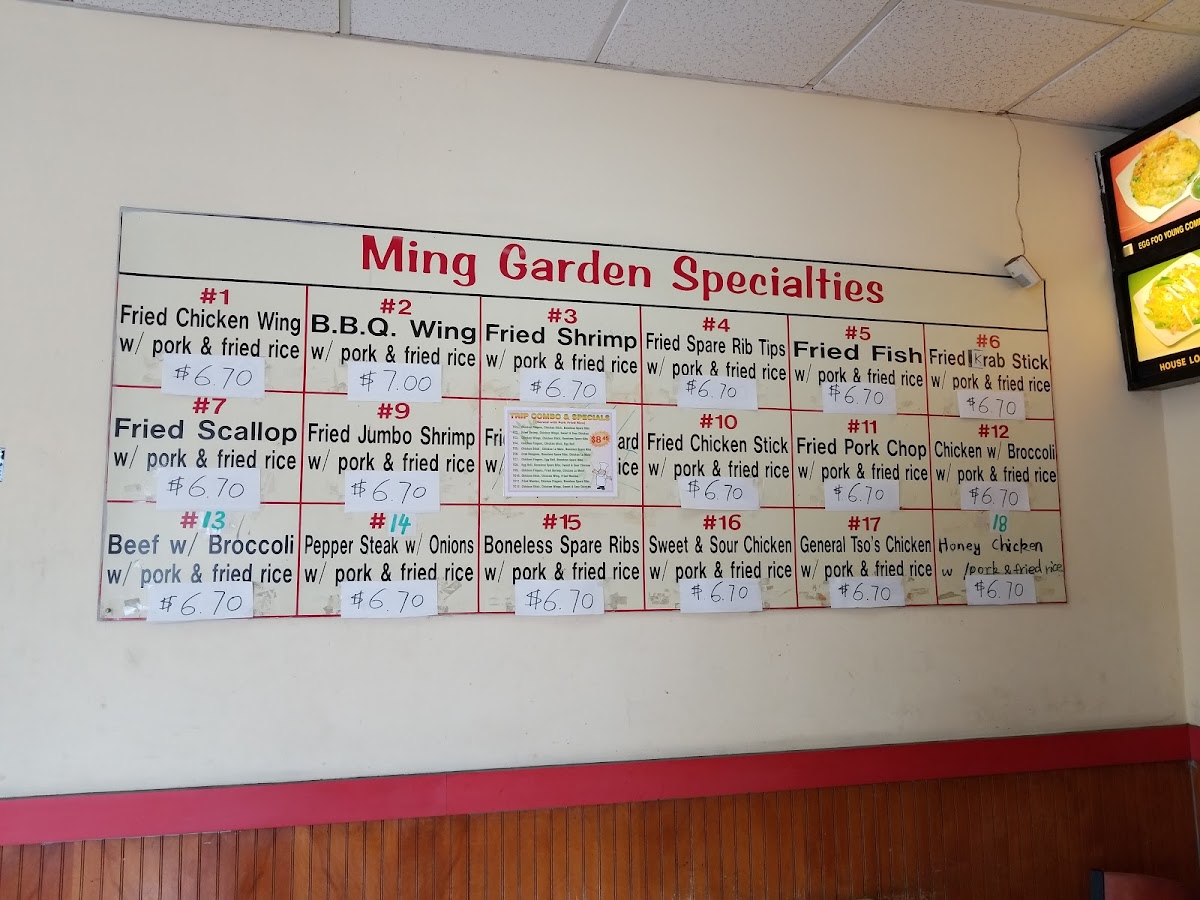 Ming Garden Specialties
#1
Fried Chicken Wing
w/ pork & fried rice
$6.70
#2
B.B.Q. Wing
w/ pork & fried rice
$7.00
#3
Fried Shrimp
w/ pork & fried rice
$6.70
#4
Fried Spare Rib Tips
w/ pork & fried rice
$6.70
#5
Fried Fish
w/ pork & fried rice
$6.70
#6
Fried Krab Stick
w/ pork & fried rice
$6.70
#7
Fried Scallop
w/ pork & fried rice
$6.70
#9
Fried Jumbo Shrimp
w/ pork & fried rice
$6.70
TRIP QOMBO & SPECIALS
$8.45
#10
Fried Chicken Stick
w/ pork & fried rice
$6.70
#11
Fried Pork Chop
w/ pork & fried rice
$6.70
#12
Chicken w/ Broccoli
w/ pork & fried rice
$6.70
#13
Beef w/ Broccoli
w/ pork & fried rice
$6.70
#14
Pepper Steak w/ Onions
w/ pork & fried rice
$6.70
#15
Boneless Spare Ribs
w/ pork & fried rice
$6.70
#16
Sweet & Sour Chicken
w/ pork & fried rice
$6.70
#17
General Tso's Chicken
w/ pork & fried rice
$6.70
18
Honey Chicken
w/pork & fried rice
$6.70
EGG FOO YOUNG COM
HOUSE LO